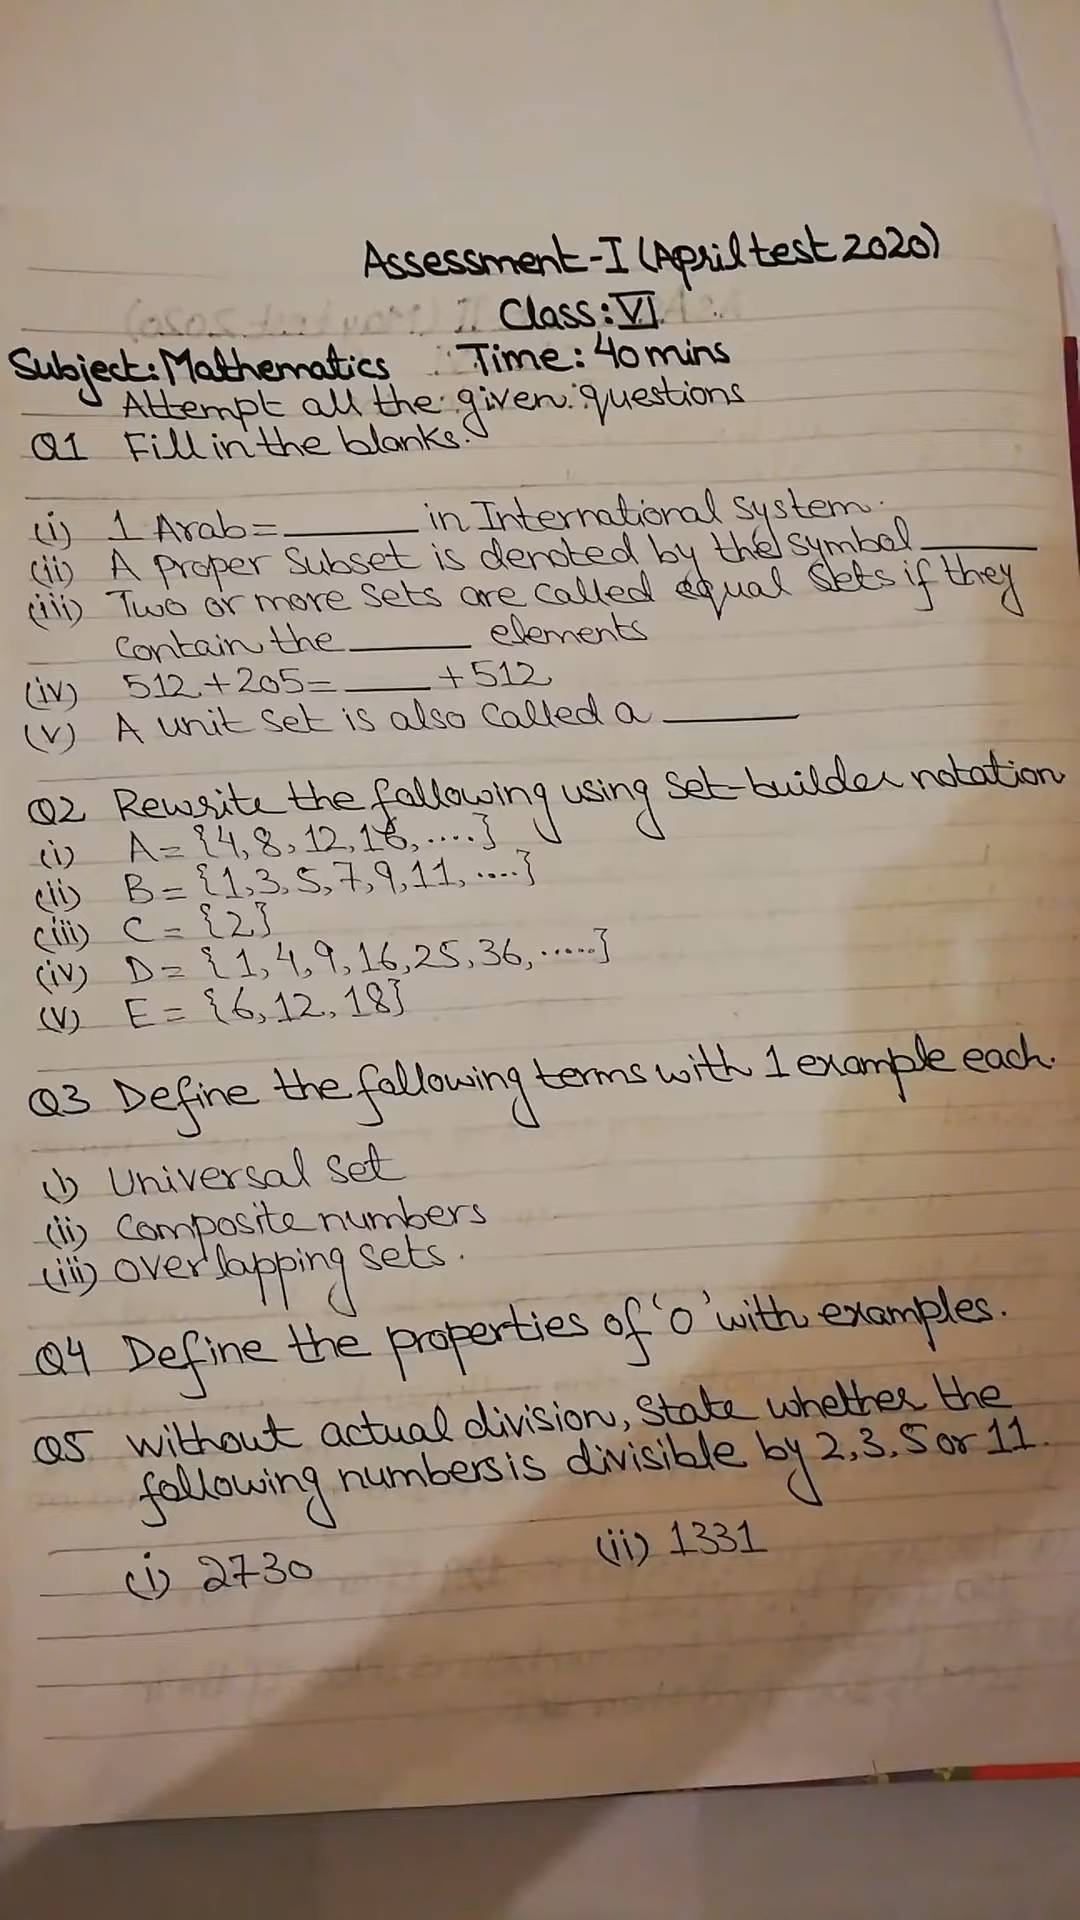 Assessment-I (April test 2020)
Class: VI
Subject: Mathematics Time: 40 mins
Attempt all the given questions
Q1 Fill in the blanks.
(i) 1 Arab = ______ in International System.
(ii) A proper Subset is denoted by the symbol ______
(iii) Two or more sets are called equal Sets if they
contain the ______ elements
(iv) 512 + 205 = ____ + 512
(v) A unit set is also called a ______
Q2 Rewrite the following using set-builder notation
(i) A = {4, 8, 12, 16, ....}
(ii) B = {1, 3, 5, 7, 9, 11, ....}
(iii) C = {2}
(iv) D = {1, 4, 9, 16, 25, 36, .....}
(v) E = {6, 12, 18}
Q3 Define the following terms with 1 example each.
(i) Universal set
(ii) Composite numbers
(iii) overlapping sets.
Q4 Define the properties of 'o' with examples.
Q5 without actual division, State whether the
following numbers is divisible by 2, 3, 5 or 11.
(i) 2730 (ii) 1331